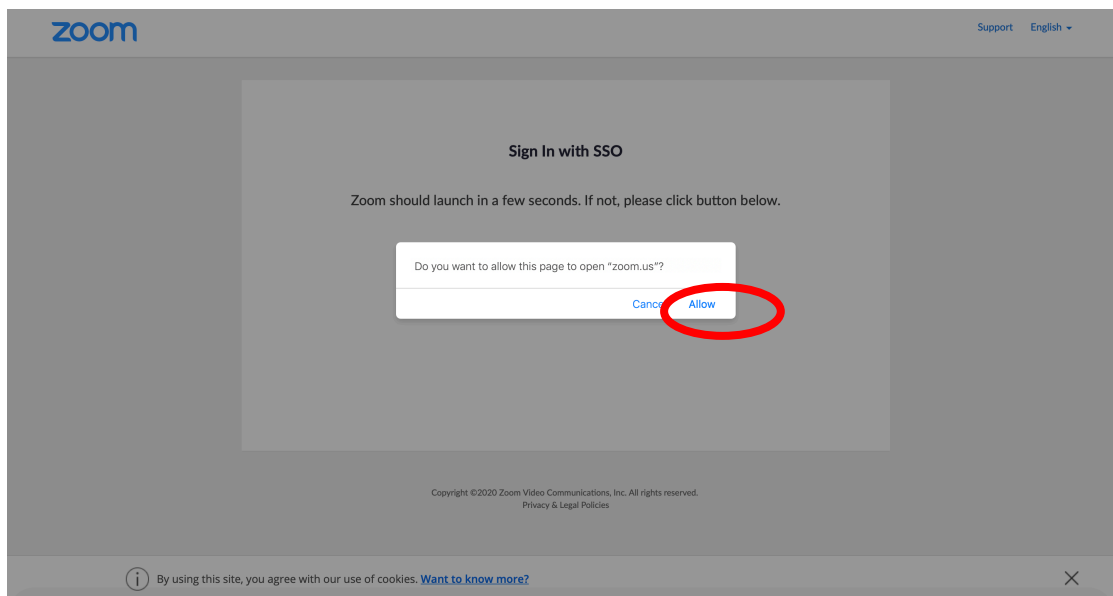 zoom
Support English
Sign In with SSO
Zoom should launch in a few seconds. If not, please click button below.
Do you want to allow this page to open “zoom.us”?
Cance Allow
Copyright ©2020 Zoom Video Communications, Inc. All rights reserved.
Privacy & Legal Policies
By using this site, you agree with our use of cookies. Want to know more?